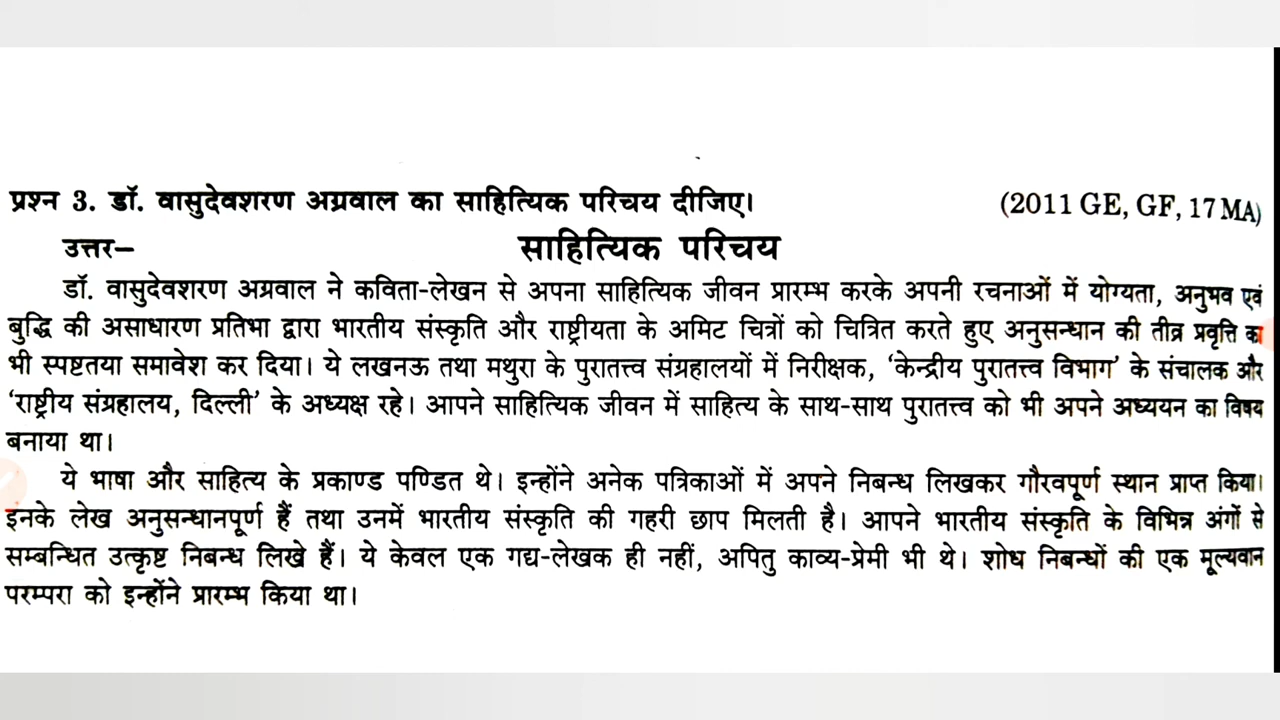 प्रश्न 3. डॉ. वासुदेवशरण अग्रवाल का साहित्यिक परिचय दीजिए। (2011 GE, GF, 17 MA)
उत्तर– साहित्यिक परिचय
डॉ. वासुदेवशरण अग्रवाल ने कविता-लेखन से अपना साहित्यिक जीवन प्रारम्भ करके अपनी रचनाओं में योग्यता, अनुभव एवं
बुद्धि की असाधारण प्रतिभा द्वारा भारतीय संस्कृति और राष्ट्रीयता के अमिट चित्रों को चित्रित करते हुए अनुसन्धान की तीव्र प्रवृत्ति का
भी स्पष्टतया समावेश कर दिया। ये लखनऊ तथा मथुरा के पुरातत्त्व संग्रहालयों में निरीक्षक, ‘केन्द्रीय पुरातत्त्व विभाग’ के संचालक और
‘राष्ट्रीय संग्रहालय, दिल्ली’ के अध्यक्ष रहे। आपने साहित्यिक जीवन में साहित्य के साथ-साथ पुरातत्त्व को भी अपने अध्ययन का विषय
बनाया था।
ये भाषा और साहित्य के प्रकाण्ड पण्डित थे। इन्होंने अनेक पत्रिकाओं में अपने निबन्ध लिखकर गौरवपूर्ण स्थान प्राप्त किया।
इनके लेख अनुसन्धानपूर्ण हैं तथा उनमें भारतीय संस्कृति की गहरी छाप मिलती है। आपने भारतीय संस्कृति के विभिन्न अंगों से
सम्बन्धित उत्कृष्ट निबन्ध लिखे हैं। ये केवल एक गद्य-लेखक ही नहीं, अपितु काव्य-प्रेमी भी थे। शोध निबन्धों की एक मूल्यवान
परम्परा को इन्होंने प्रारम्भ किया था।